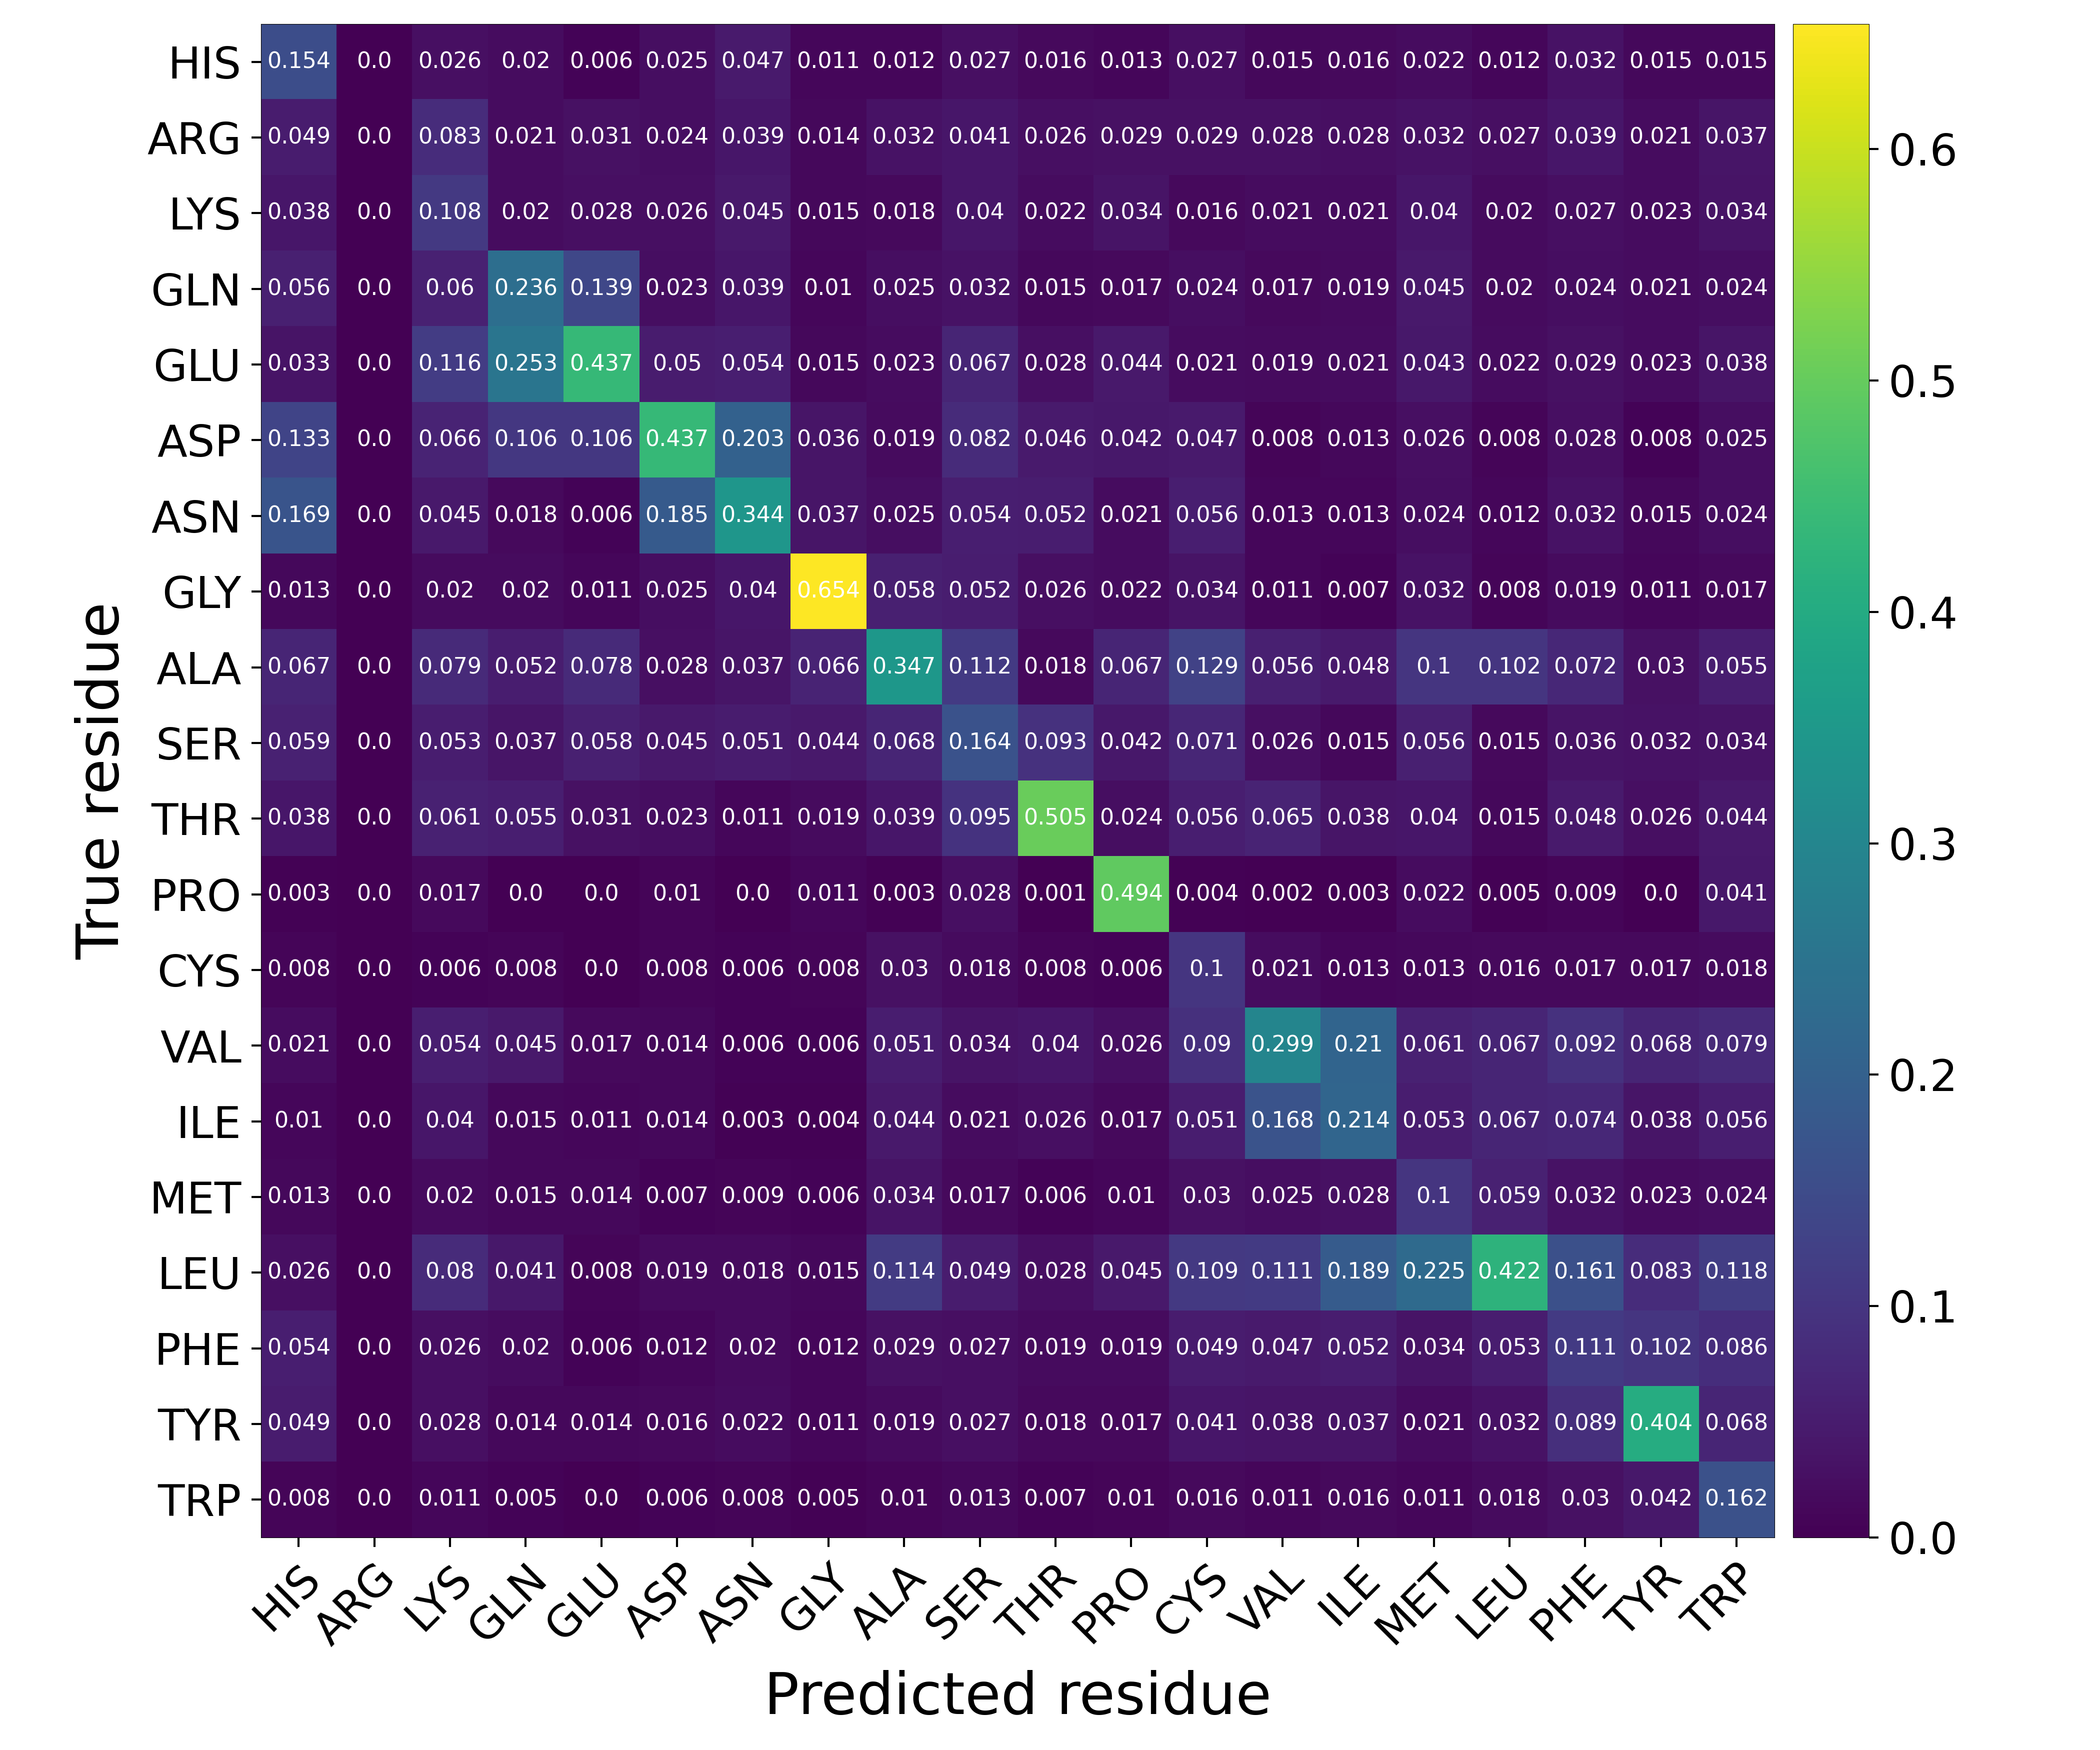 HIS 0.154 0.0 0.026 0.02 0.006 0.025 0.047 0.011 0.012 0.027 0.016 0.013 0.027 0.015 0.016 0.022 0.012 0.032 0.015 0.015
ARG 0.049 0.0 0.083 0.021 0.031 0.024 0.039 0.014 0.032 0.041 0.026 0.029 0.029 0.028 0.028 0.032 0.027 0.039 0.021 0.037
LYS 0.038 0.0 0.108 0.02 0.028 0.026 0.045 0.015 0.018 0.04 0.022 0.034 0.016 0.021 0.021 0.04 0.02 0.027 0.023 0.034
GLN 0.056 0.0 0.06 0.236 0.139 0.023 0.039 0.01 0.025 0.032 0.015 0.017 0.024 0.017 0.019 0.045 0.02 0.024 0.021 0.024
GLU 0.033 0.0 0.116 0.253 0.437 0.05 0.054 0.015 0.023 0.067 0.028 0.044 0.021 0.019 0.021 0.043 0.022 0.029 0.023 0.038
ASP 0.133 0.0 0.066 0.106 0.106 0.437 0.203 0.036 0.019 0.082 0.046 0.042 0.047 0.008 0.013 0.026 0.008 0.028 0.008 0.025
ASN 0.169 0.0 0.045 0.018 0.006 0.185 0.344 0.037 0.025 0.054 0.052 0.021 0.056 0.013 0.013 0.024 0.012 0.032 0.015 0.024
GLY 0.013 0.0 0.02 0.02 0.011 0.025 0.04 0.654 0.058 0.052 0.026 0.022 0.034 0.011 0.007 0.032 0.008 0.019 0.011 0.017
ALA 0.067 0.0 0.079 0.052 0.078 0.028 0.037 0.066 0.347 0.112 0.018 0.067 0.129 0.056 0.048 0.1 0.102 0.072 0.03 0.055
SER 0.059 0.0 0.053 0.037 0.058 0.045 0.051 0.044 0.068 0.164 0.093 0.042 0.071 0.026 0.015 0.056 0.015 0.036 0.032 0.034
THR 0.038 0.0 0.061 0.055 0.031 0.023 0.011 0.019 0.039 0.095 0.505 0.024 0.056 0.065 0.038 0.04 0.015 0.048 0.026 0.044
PRO 0.003 0.0 0.017 0.0 0.0 0.01 0.0 0.011 0.003 0.028 0.001 0.494 0.004 0.002 0.003 0.022 0.005 0.009 0.0 0.041
CYS 0.008 0.0 0.006 0.008 0.0 0.008 0.006 0.008 0.03 0.018 0.008 0.006 0.1 0.021 0.013 0.013 0.016 0.017 0.017 0.018
VAL 0.021 0.0 0.054 0.045 0.017 0.014 0.006 0.006 0.051 0.034 0.04 0.026 0.09 0.299 0.21 0.061 0.067 0.092 0.068 0.079
ILE 0.01 0.0 0.04 0.015 0.011 0.014 0.003 0.004 0.044 0.021 0.026 0.017 0.051 0.168 0.214 0.053 0.067 0.074 0.038 0.056
MET 0.013 0.0 0.02 0.015 0.014 0.007 0.009 0.006 0.034 0.017 0.006 0.01 0.03 0.025 0.028 0.1 0.059 0.032 0.023 0.024
LEU 0.026 0.0 0.08 0.041 0.008 0.019 0.018 0.015 0.114 0.049 0.028 0.045 0.109 0.111 0.189 0.225 0.422 0.161 0.083 0.118
PHE 0.054 0.0 0.026 0.02 0.006 0.012 0.02 0.012 0.029 0.027 0.019 0.019 0.049 0.047 0.052 0.034 0.053 0.111 0.102 0.086
TYR 0.049 0.0 0.028 0.014 0.014 0.016 0.022 0.011 0.019 0.027 0.018 0.017 0.041 0.038 0.037 0.021 0.032 0.089 0.404 0.068
TRP 0.008 0.0 0.011 0.005 0.0 0.006 0.008 0.005 0.01 0.013 0.007 0.01 0.016 0.011 0.016 0.011 0.018 0.03 0.042 0.162
HIS ARG LYS GLN GLU ASP ASN GLY ALA SER THR PRO CYS VAL ILE MET LEU PHE TYR TRP
Predicted residue
True residue
0.6
0.5
0.4
0.3
0.2
0.1
0.0